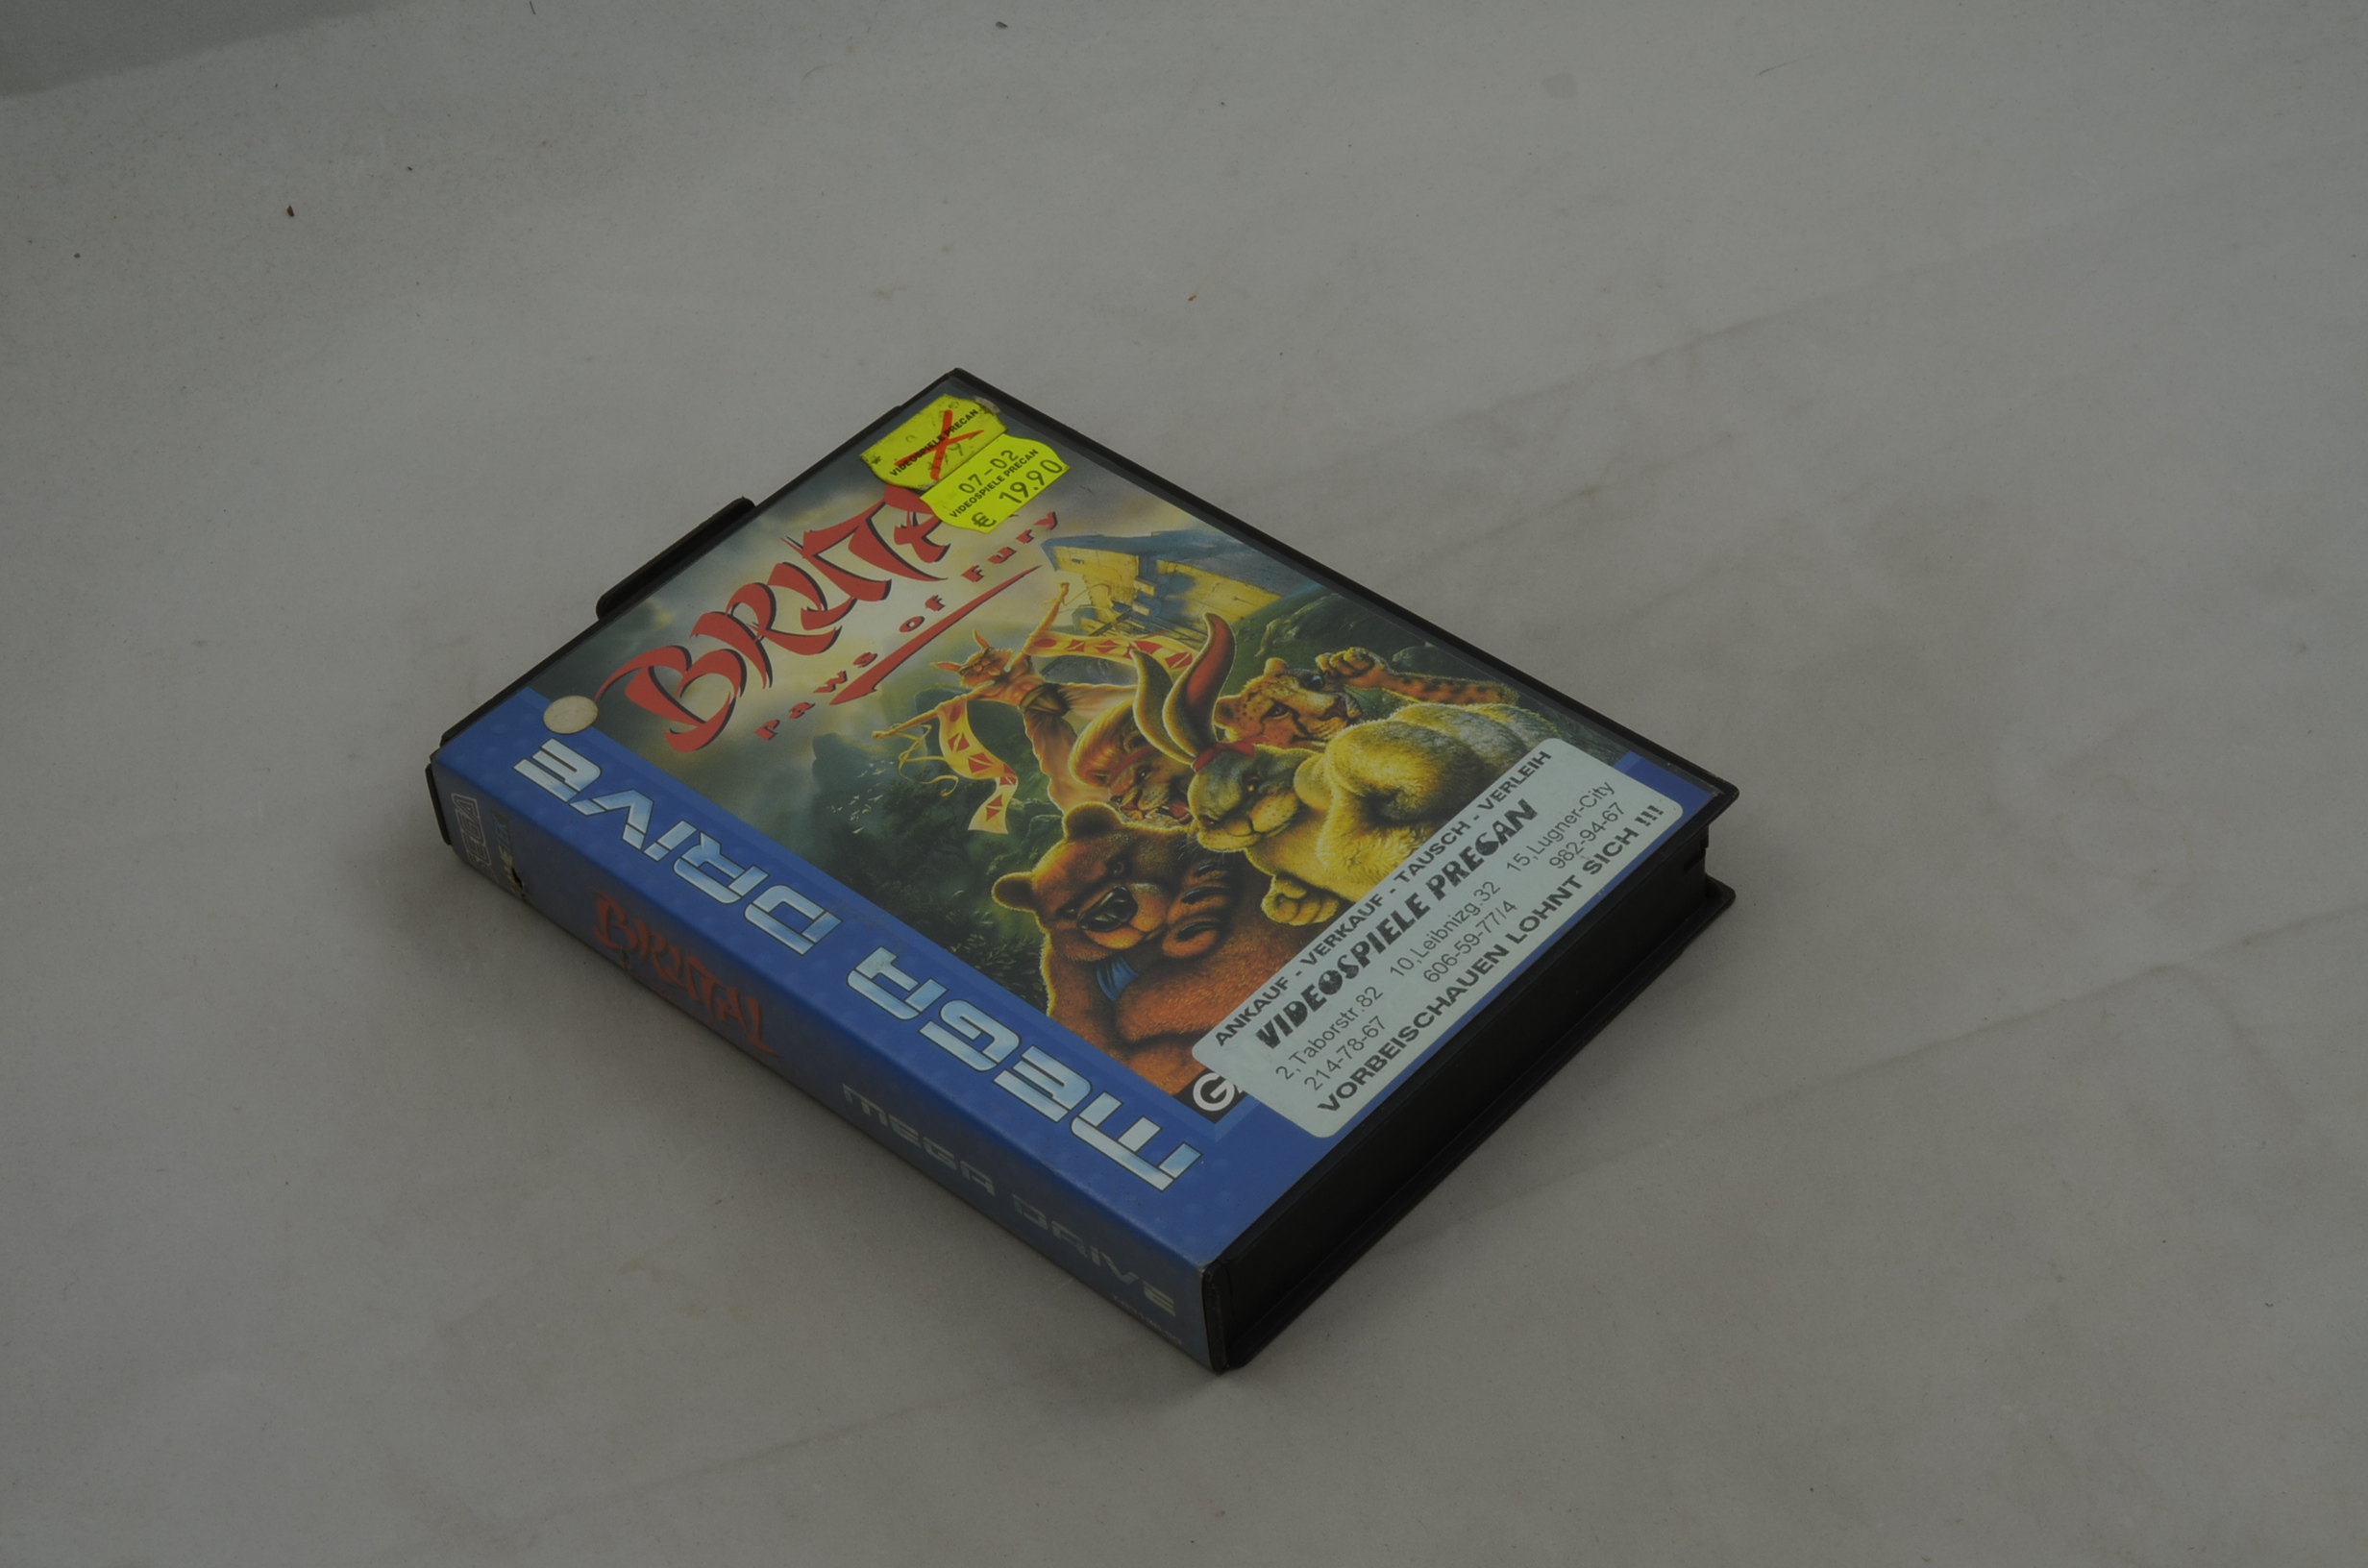 VIDEOSPIELE PRECAN
07-02
VIDEOSPIELE PRECAN
€ 19.90
BRUTA
Paws of Fury
MEGA DRIVE
ANKAUF - VERKAUF - TAUSCH - VERLEIH
VIDEOSPIELE PRECAN
2,Taborstr.82 10,Leibnizg.32 15,Lugner-City
214-78-67 606-59-77/4 982-94-67
VORBEISCHAUEN LOHNT SICH !!!
SEGA
BRUTAL
MEGA DRIVE